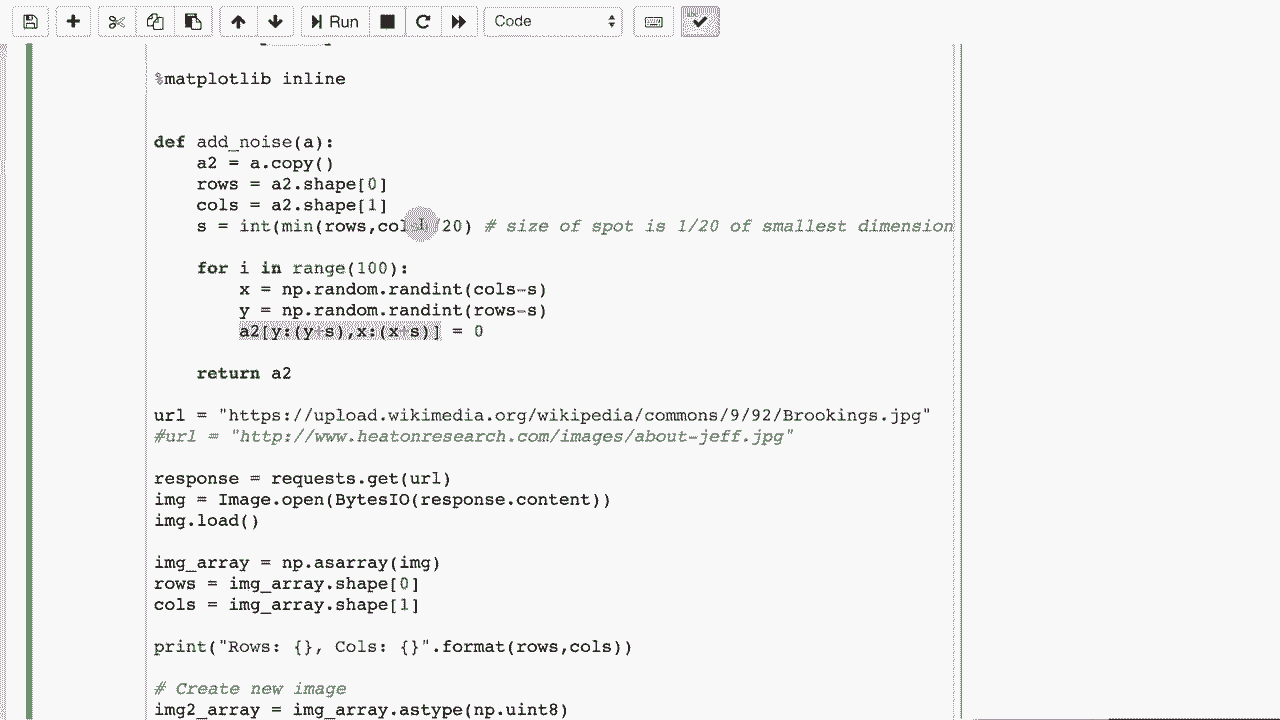 Run Code
%matplotlib inline
def add_noise(a):
a2 = a.copy()
rows = a2.shape[0]
cols = a2.shape[1]
s = int(min(rows,cols)/20) # size of spot is 1/20 of smallest dimension
for i in range(100):
x = np.random.randint(cols-s)
y = np.random.randint(rows-s)
a2[y:(y+s),x:(x+s)] = 0
return a2
url = "https://upload.wikimedia.org/wikipedia/commons/9/92/Brookings.jpg"
#url = "http://www.heatonresearch.com/images/about-jeff.jpg"
response = requests.get(url)
img = Image.open(BytesIO(response.content))
img.load()
img_array = np.asarray(img)
rows = img_array.shape[0]
cols = img_array.shape[1]
print("Rows: {}, Cols: {}".format(rows,cols))
# Create new image
img2_array = img_array.astype(np.uint8)